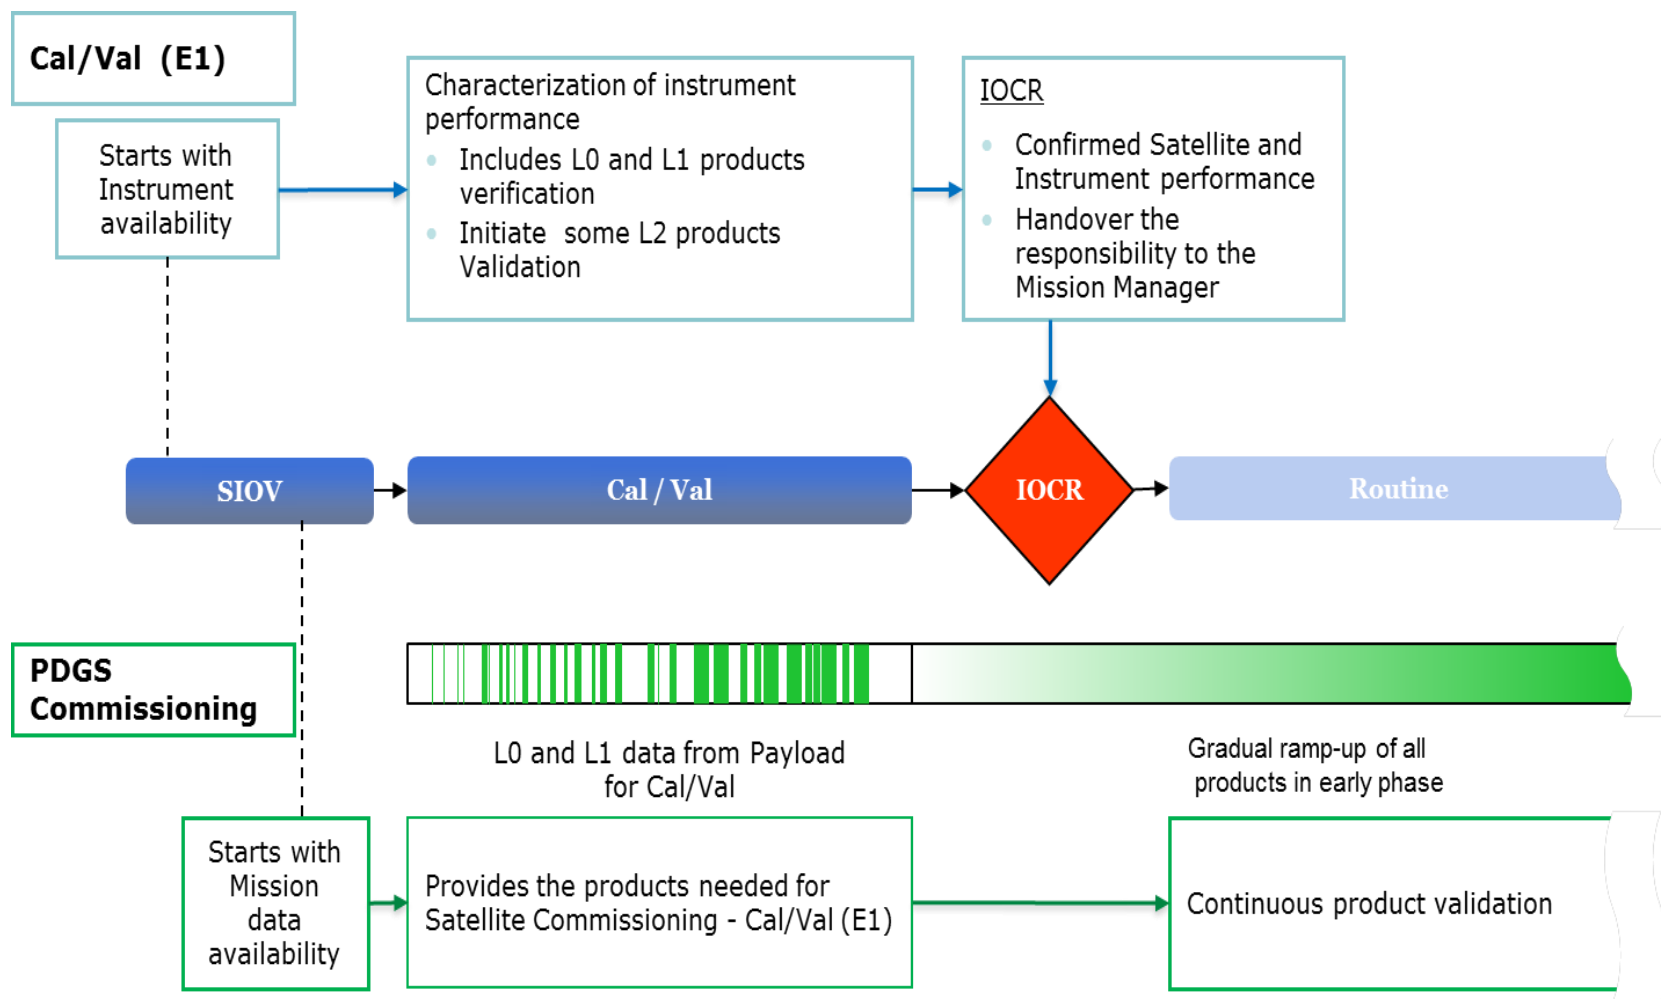 Cal/Val (E1)
Starts with
Instrument
availability
Characterization of instrument
performance
• Includes L0 and L1 products
verification
• Initiate some L2 products
Validation
IOCR
• Confirmed Satellite and
Instrument performance
• Handover the
responsibility to the
Mission Manager
SIOV
Cal / Val
IOCR
Routine
PDGS
Commissioning
L0 and L1 data from Payload
for Cal/Val
Gradual ramp-up of all
products in early phase
Starts with
Mission
data
availability
Provides the products needed for
Satellite Commissioning - Cal/Val (E1)
Continuous product validation